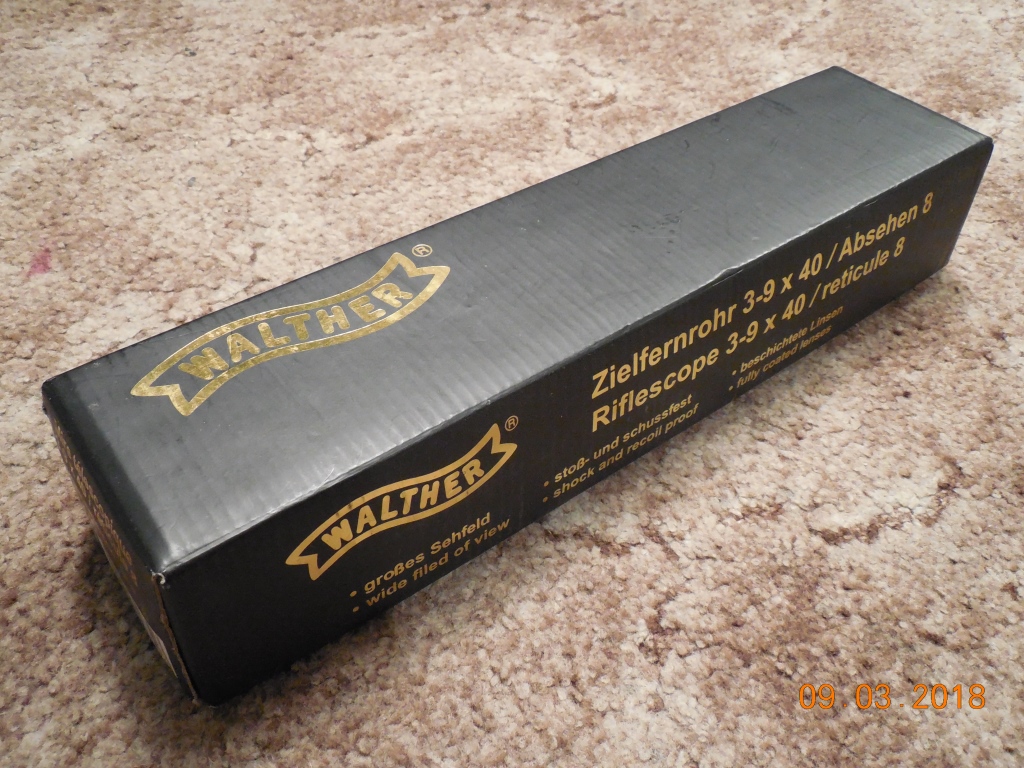 WALTHER®
WALTHER®
Zielfernrohr 3-9 x 40 / Absehen 8
Riflescope 3-9 x 40 / reticule 8
• großes Sehfeld
• wide filed of view
• stoß- und schussfest
• shock and recoil proof
• beschichtete Linsen
• fully coated lenses
09.03.2018